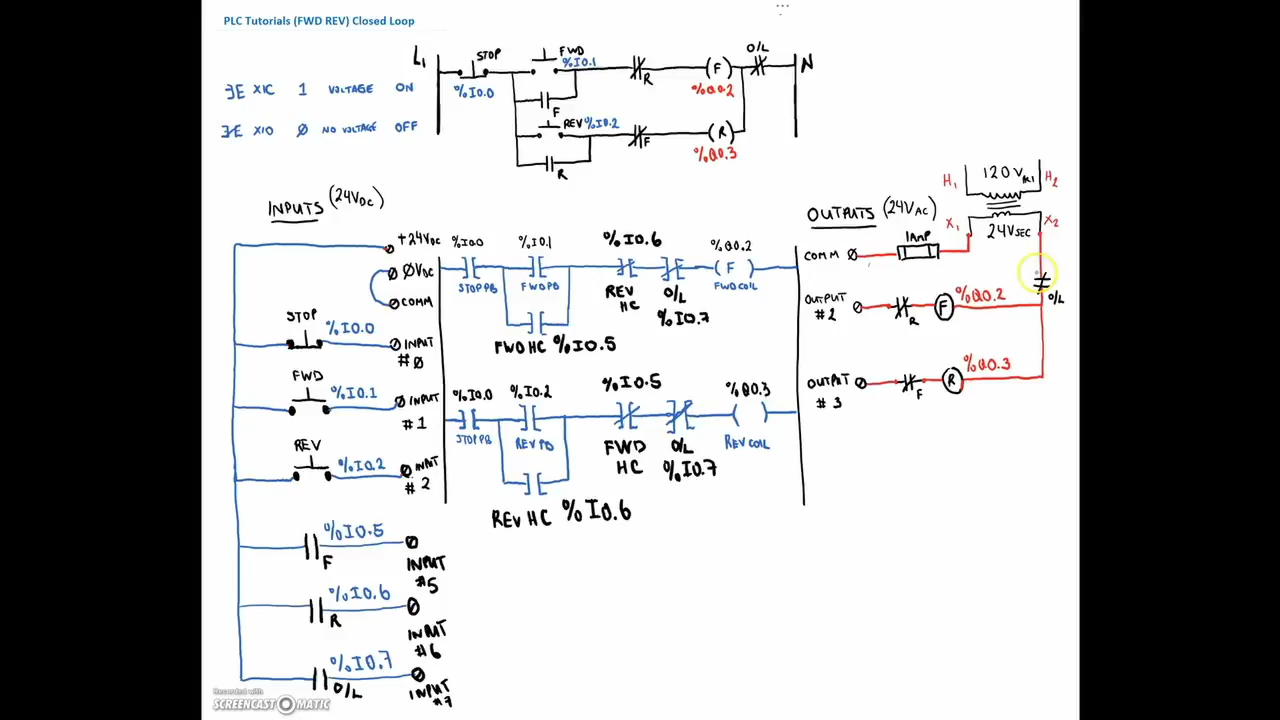 PLC Tutorials (FWD REV) Closed Loop
L1 STOP FWD O/L N
%I0.1
%I0.0 R F
%Q0.2
F
REV %I0.2
F R
%Q0.3
R
XIC 1 VOLTAGE ON
XIO Ø NO VOLTAGE OFF
INPUTS (24VDC)
+24VDC
ØVDC
COMM
STOP
%I0.0
INPUT
#Ø
FWD
%I0.1
INPUT
#1
REV
%I0.2
INPUT
#2
%I0.5
F
INPUT
#5
%I0.6
R
INPUT
#6
%I0.7
O/L
INPUT
#7
%I0.0 %I0.1 %I0.6 %Q0.2
F
STOP PB FWD PB REV O/L FWD COIL
HC %I0.7
FWD HC %I0.5
%I0.0 %I0.2 %I0.5 %Q0.3
STOP PB REV PB FWD O/L REV COIL
HC %I0.7
REV HC %I0.6
OUTPUTS (24VAC)
H1 120VPRI H2
X1 24VSEC X2
COMM 1AMP
O/L
OUTPUT
#2
R F %Q0.2
OUTPUT
#3
F R %Q0.3
Recorded with
SCREENCAST-O-MATIC